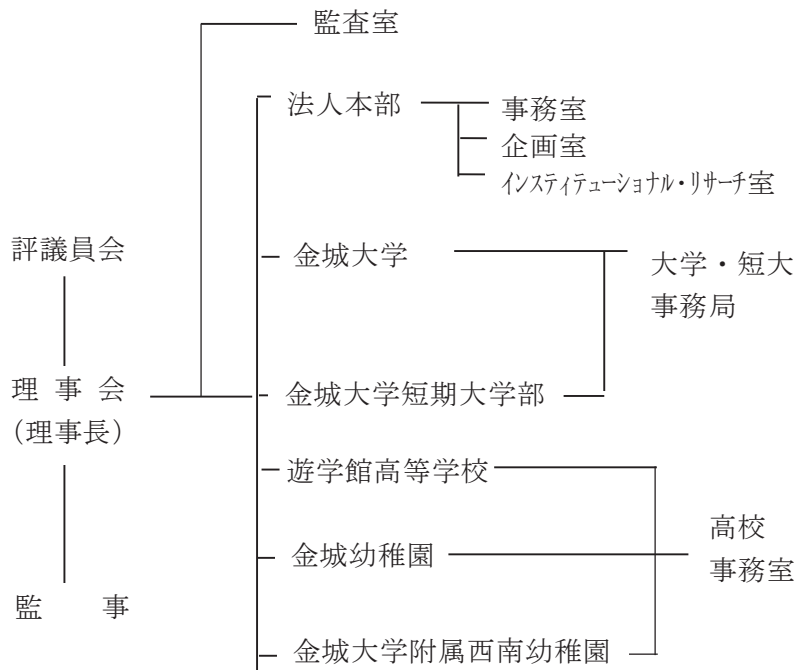 監査室
法人本部
事務室
企画室
インスティテューショナル・リサーチ室
評議員会
金城大学
大学・短大
事務局
理事会
（理事長）
金城大学短期大学部
遊学館高等学校
金城幼稚園
高校
事務室
監事
金城大学附属西南幼稚園